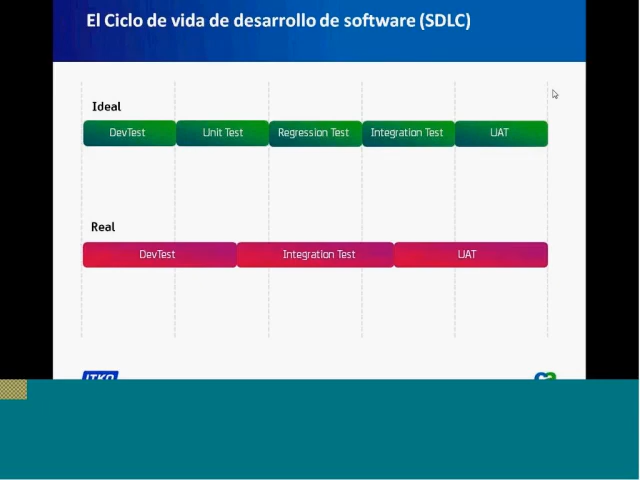 El Ciclo de vida de desarrollo de software (SDLC)
Ideal
DevTest Unit Test Regression Test Integration Test UAT
Real
DevTest Integration Test UAT
ITKO